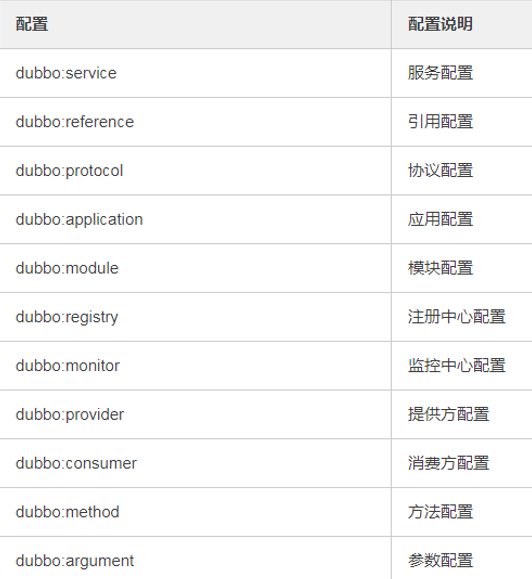 配置 配置说明
dubbo:service 服务配置
dubbo:reference 引用配置
dubbo:protocol 协议配置
dubbo:application 应用配置
dubbo:module 模块配置
dubbo:registry 注册中心配置
dubbo:monitor 监控中心配置
dubbo:provider 提供方配置
dubbo:consumer 消费方配置
dubbo:method 方法配置
dubbo:argument 参数配置